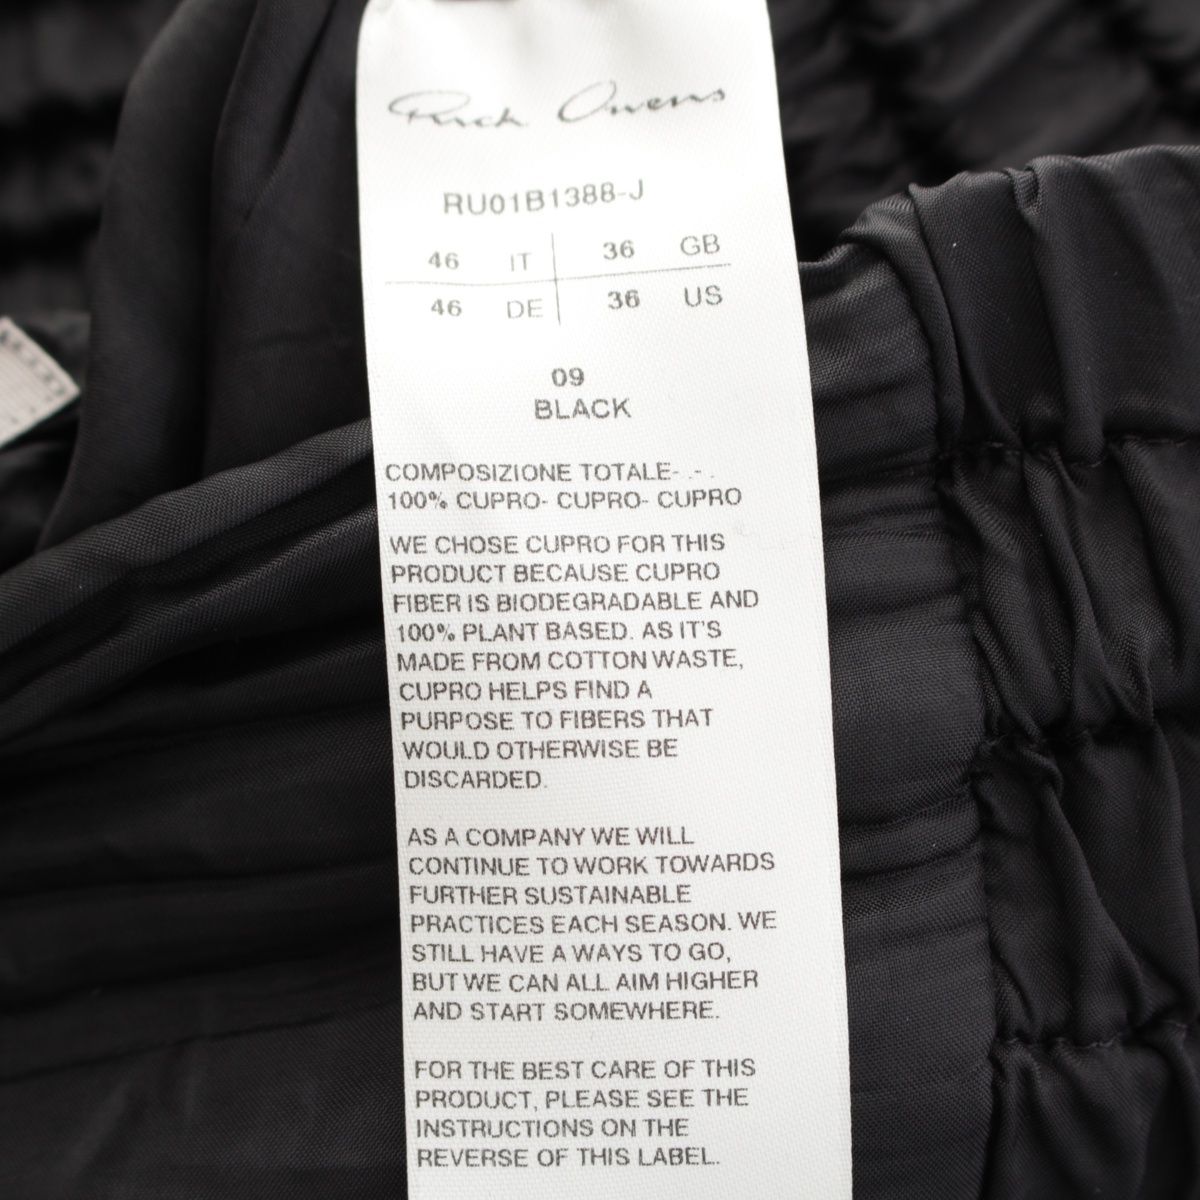 Rick Owens
RU01B1388-J
46 IT 36 GB
46 DE 36 US
09
BLACK
COMPOSIZIONE TOTALE- .- .
100% CUPRO- CUPRO- CUPRO
WE CHOSE CUPRO FOR THIS
PRODUCT BECAUSE CUPRO
FIBER IS BIODEGRADABLE AND
100% PLANT BASED. AS IT'S
MADE FROM COTTON WASTE,
CUPRO HELPS FIND A
PURPOSE TO FIBERS THAT
WOULD OTHERWISE BE
DISCARDED.
AS A COMPANY WE WILL
CONTINUE TO WORK TOWARDS
FURTHER SUSTAINABLE
PRACTICES EACH SEASON. WE
STILL HAVE A WAYS TO GO,
BUT WE CAN ALL AIM HIGHER
AND START SOMEWHERE.
FOR THE BEST CARE OF THIS
PRODUCT, PLEASE SEE THE
INSTRUCTIONS ON THE
REVERSE OF THIS LABEL.